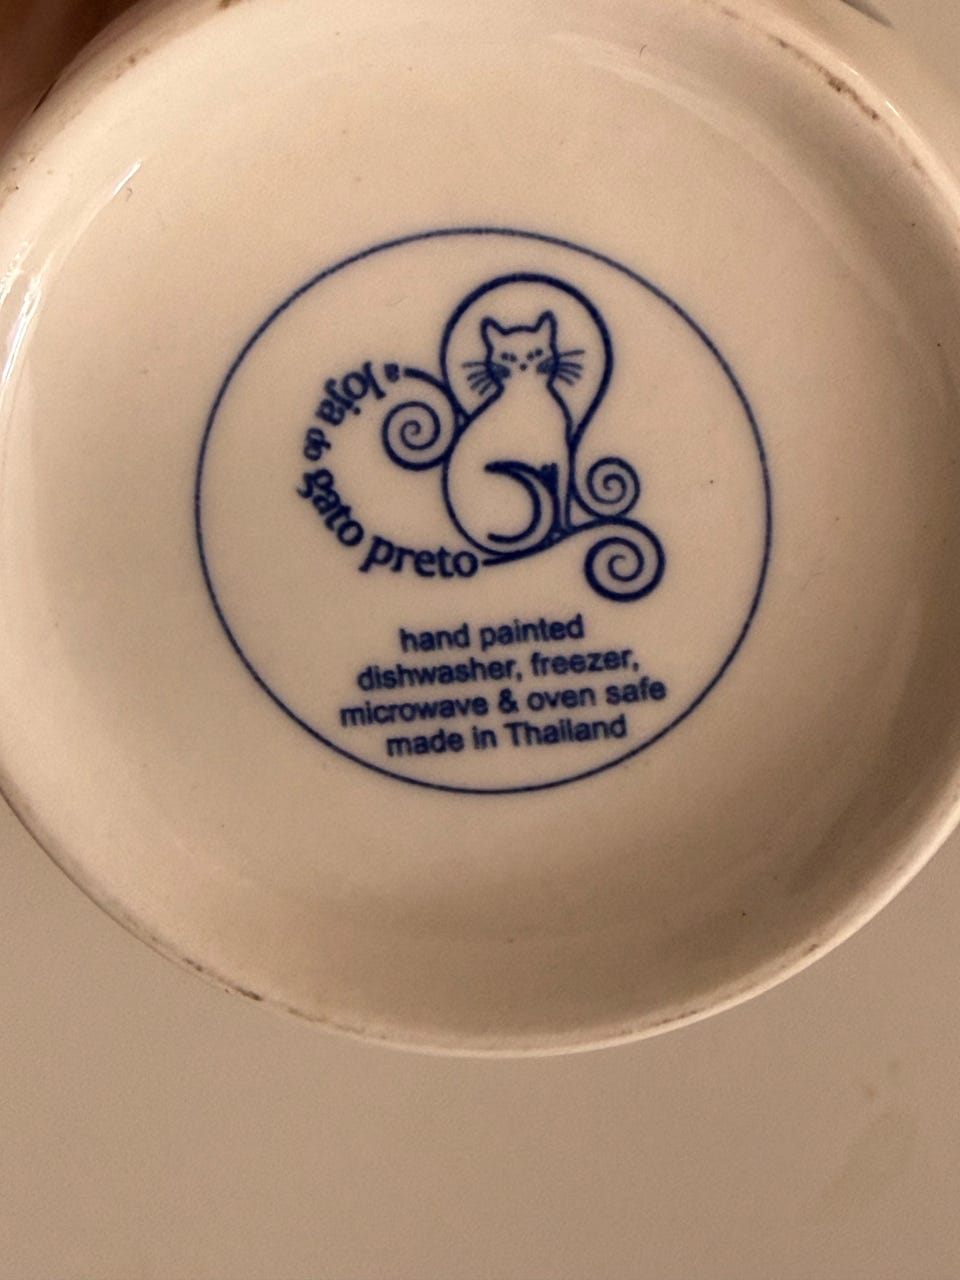 a loja do gato preto
hand painted
dishwasher, freezer,
microwave & oven safe
made in Thailand